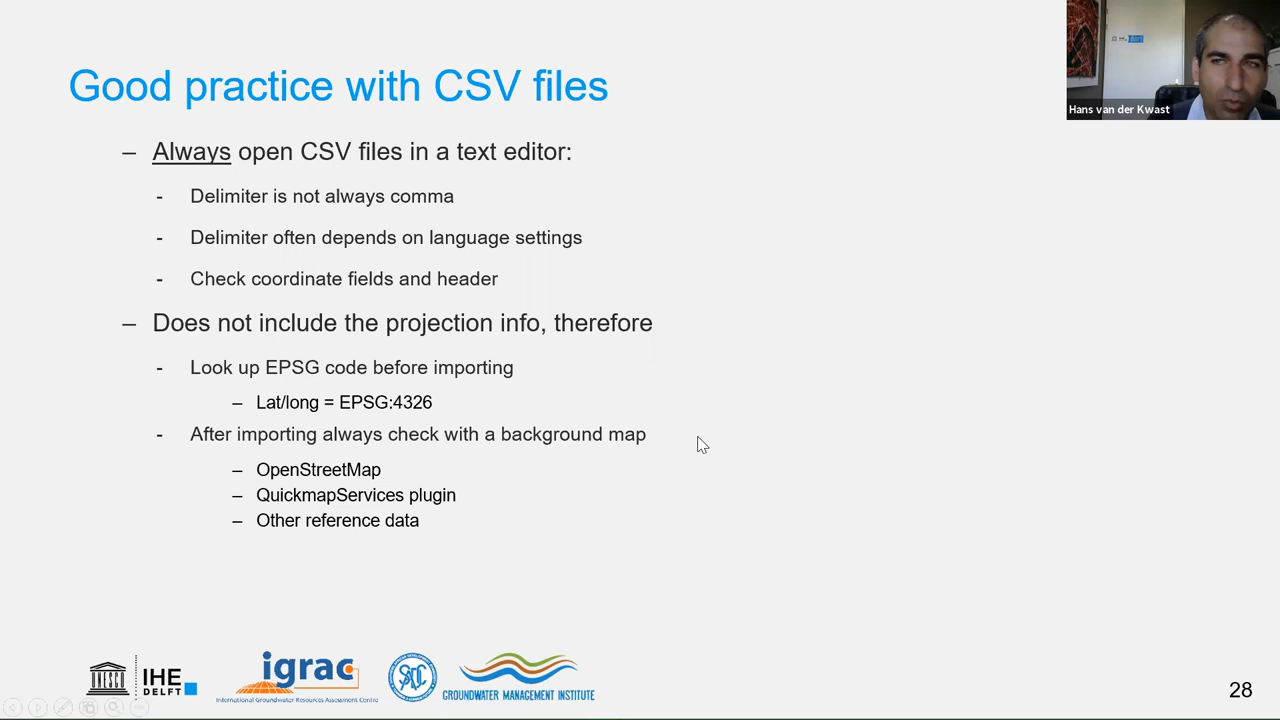 Good practice with CSV files
Hans van der Kwast
– Always open CSV files in a text editor:
- Delimiter is not always comma
- Delimiter often depends on language settings
- Check coordinate fields and header
– Does not include the projection info, therefore
- Look up EPSG code before importing
– Lat/long = EPSG:4326
- After importing always check with a background map
– OpenStreetMap
– QuickmapServices plugin
– Other reference data
UNESCO
IHE
DELFT
igrac
International Groundwater Resources Assessment Centre
GROUNDWATER MANAGEMENT INSTITUTE
28